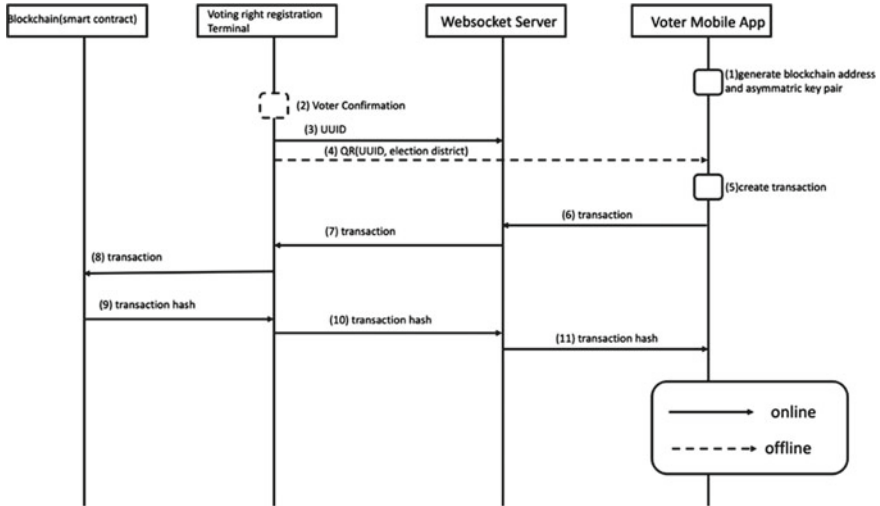 Blockchain(smart contract)
Voting right registration
Terminal
Websocket Server
Voter Mobile App
(1)generate blockchain address
and asymmatric key pair
(2) Voter Confirmation
(3) UUID
(4) QR(UUID, election district)
(5)create transaction
(6) transaction
(7) transaction
(8) transaction
(9) transaction hash
(10) transaction hash
(11) transaction hash
online
offline